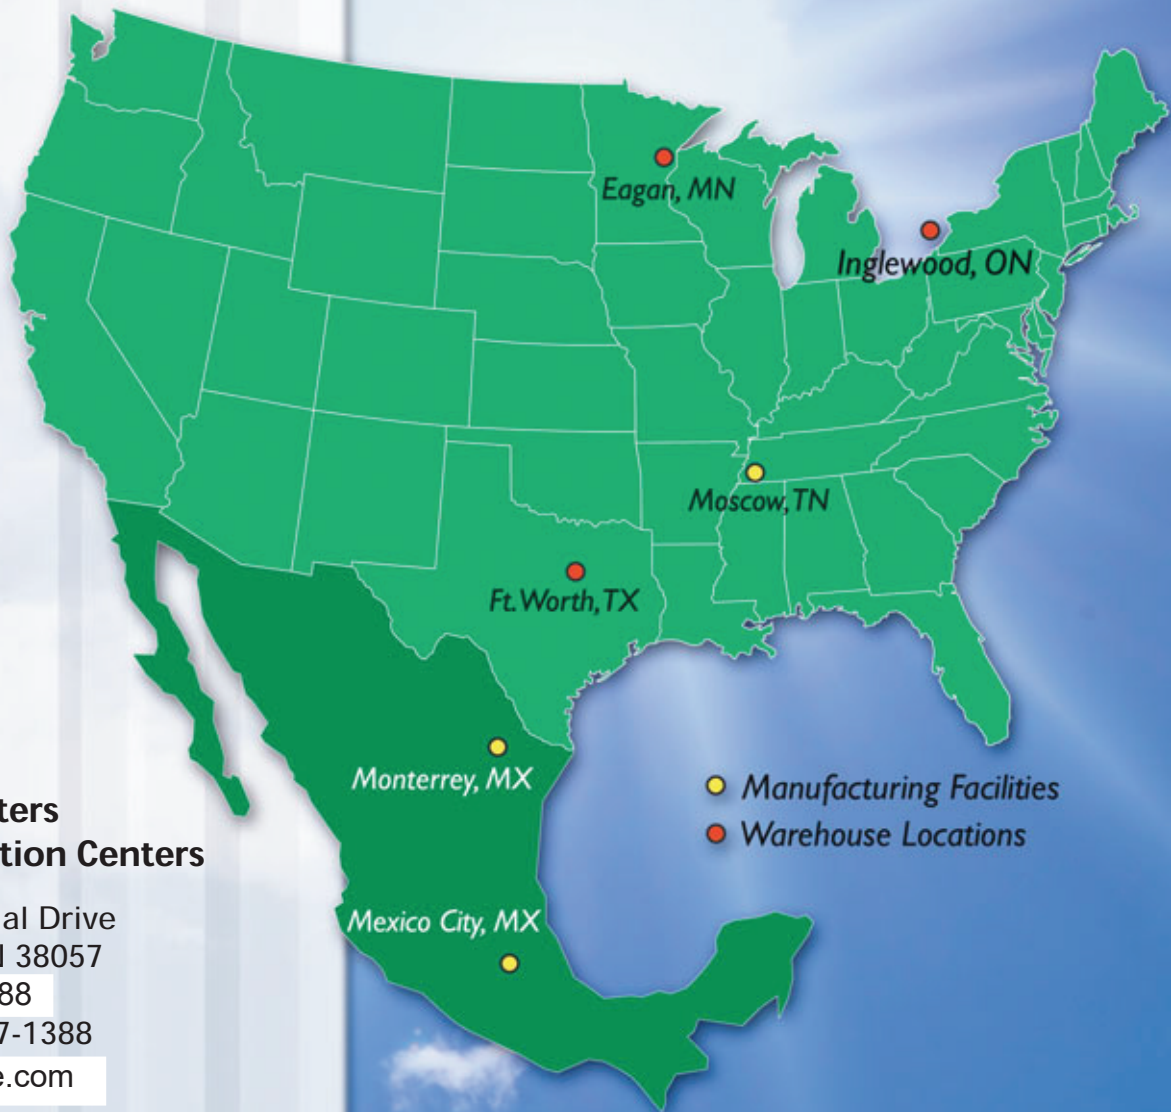 Eagan, MN
Inglewood, ON
Moscow, TN
Ft. Worth, TX
Monterrey, MX
Manufacturing Facilities
Warehouse Locations
Mexico City, MX
ters
tion Centers
al Drive
38057
88
7-1388
e.com